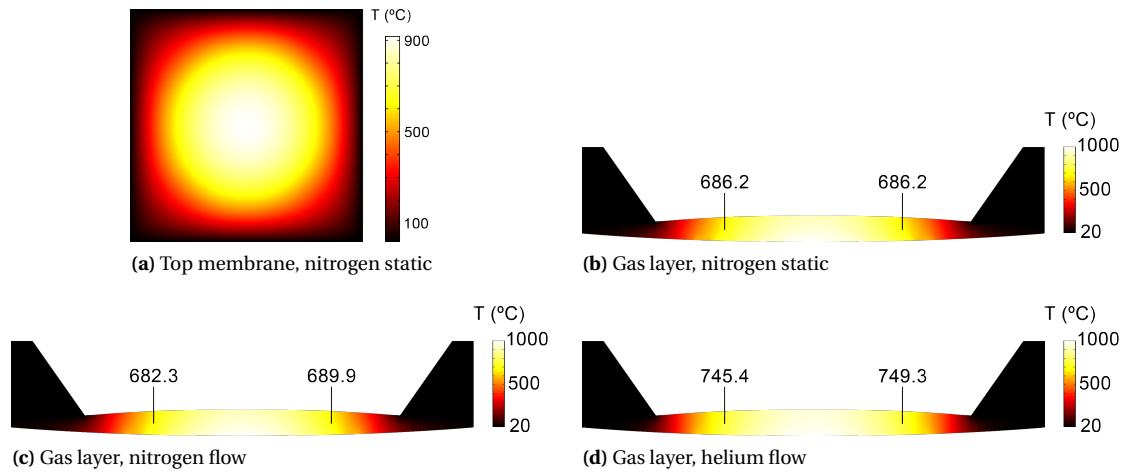 T (ºC)
900
500
100
(a) Top membrane, nitrogen static
T (ºC)
1000
500
20
686.2 686.2
(b) Gas layer, nitrogen static
T (ºC)
1000
500
20
682.3 689.9
(c) Gas layer, nitrogen flow
T (ºC)
1000
500
20
745.4 749.3
(d) Gas layer, helium flow